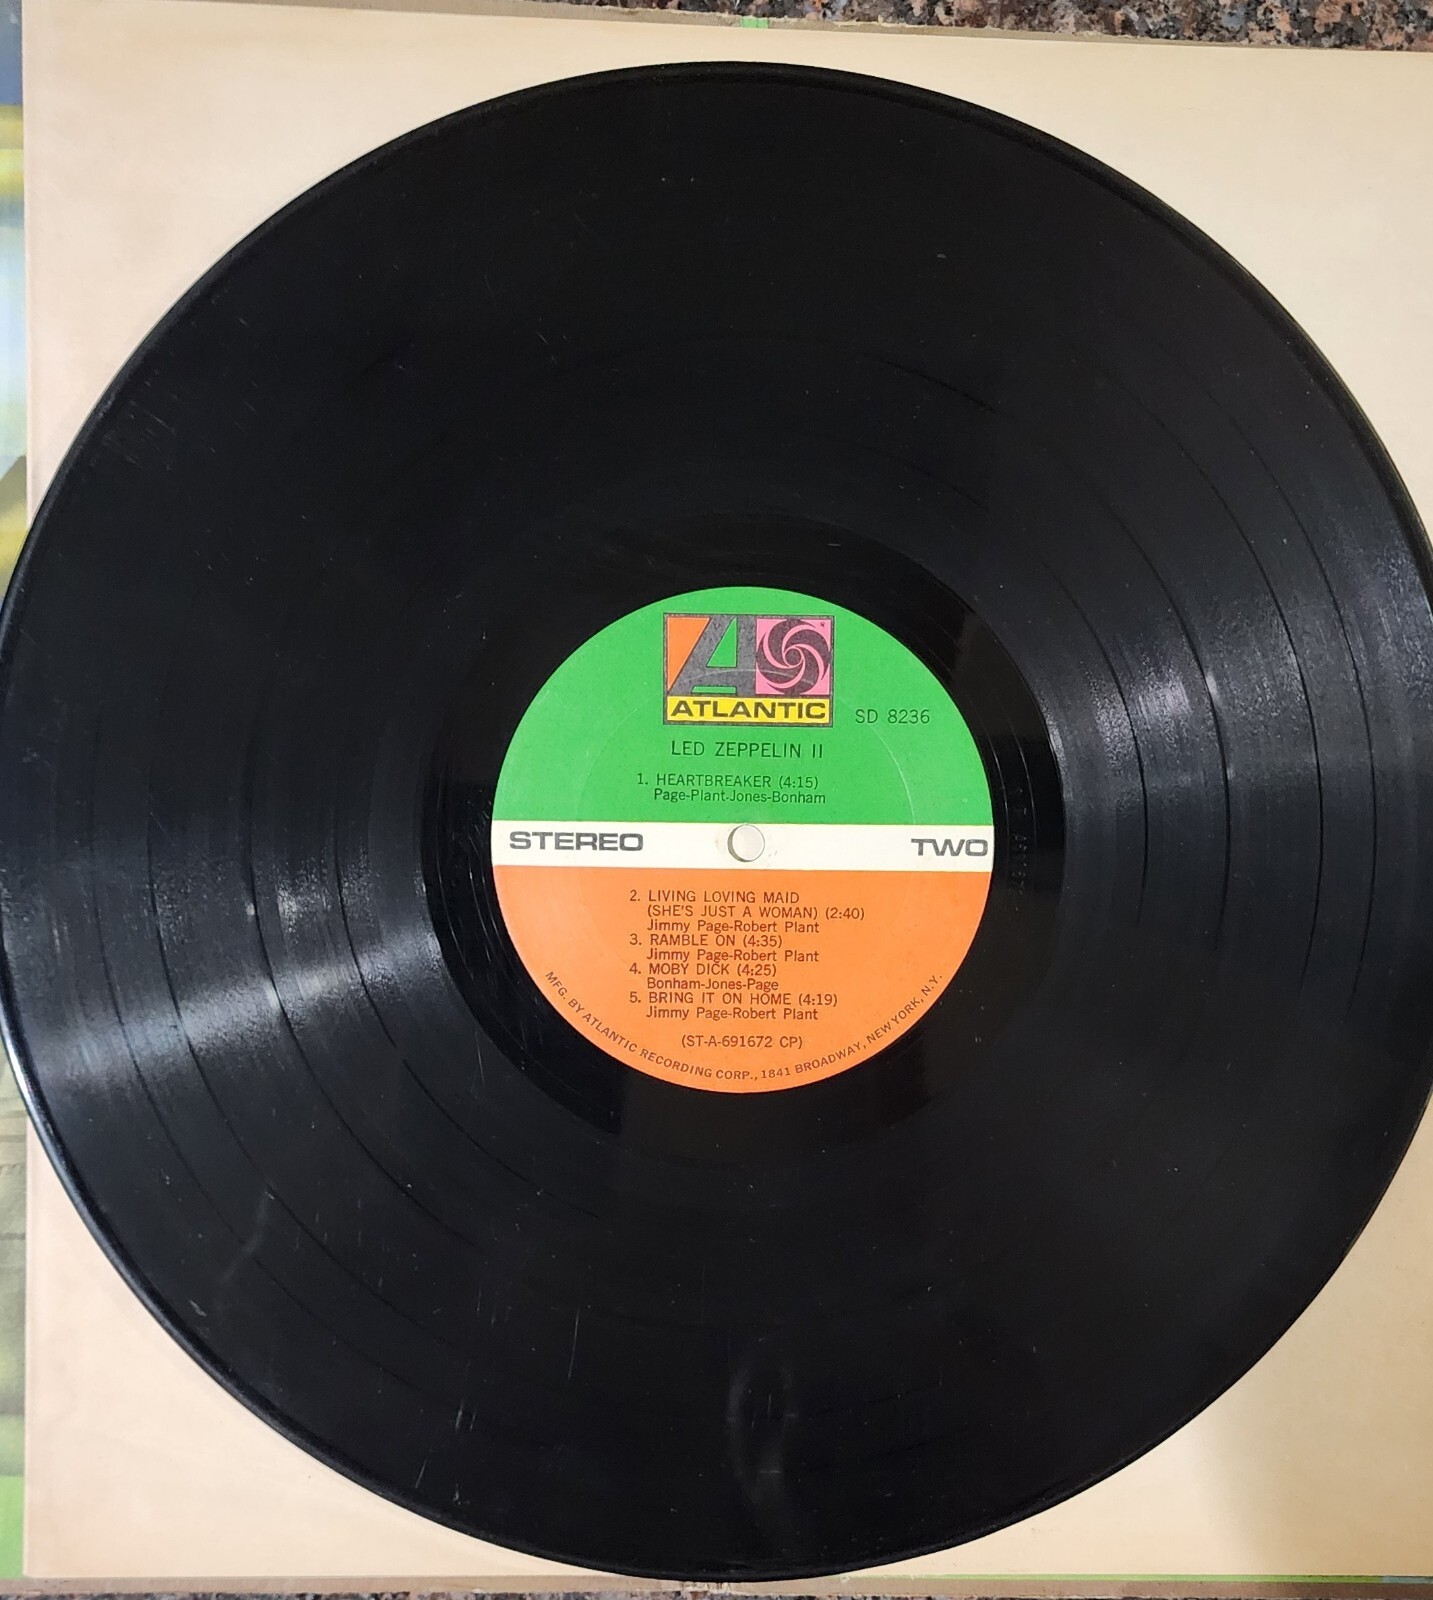 ATLANTIC
SD 8236
LED ZEPPELIN II
1. HEARTBREAKER (4:15)
Page-Plant-Jones-Bonham
STEREO
TWO
2. LIVING LOVING MAID
(SHE'S JUST A WOMAN) (2:40)
Jimmy Page-Robert Plant
3. RAMBLE ON (4:35)
Jimmy Page-Robert Plant
4. MOBY DICK (4:25)
Bonham-Jones-Page
5. BRING IT ON HOME (4:19)
Jimmy Page-Robert Plant
(ST-A-691672 CP)
MFG. BY ATLANTIC RECORDING CORP., 1841 BROADWAY, NEW YORK, N.Y.